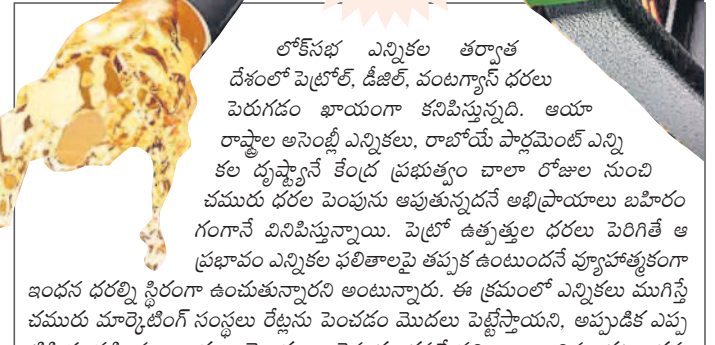 లోక్‌సభ ఎన్నికల తర్వాత
దేశంలో పెట్రోల్, డీజిల్, వంటగ్యాస్ ధరలు
పెరుగడం ఖాయంగా కనిపిస్తున్నది. ఆయా
రాష్ట్రాల అసెంబ్లీ ఎన్నికలు, రాబోయే పార్లమెంట్ ఎన్ని
కల దృష్ట్యానే కేంద్ర ప్రభుత్వం చాలా రోజుల నుంచి
చమురు ధరల పెంపును ఆపుతున్నదనే అభిప్రాయాలు బహిరం
గంగానే వినిపిస్తున్నాయి. పెట్రో ఉత్పత్తుల ధరలు పెరిగితే ఆ
ప్రభావం ఎన్నికల ఫలితాలపై తప్పక ఉంటుందనే వ్యూహాత్మకంగా
ఇంధన ధరల్ని స్థిరంగా ఉంచుతున్నారని అంటున్నారు. ఈ క్రమంలో ఎన్నికలు ముగిస్తే
చమురు మార్కెటింగ్ సంస్థలు రేట్లను పెంచడం మొదలు పెట్టేస్తాయని, అప్పుడిక ఎప్ప